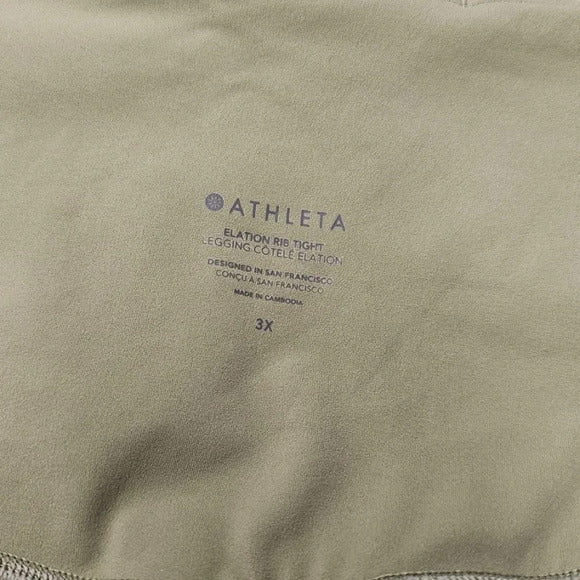 ATHLETA
ELATION RIB TIGHT
LEGGING CÔTELÉ ELATION
DESIGNED IN SAN FRANCISCO
CONÇU À SAN FRANCISCO
MADE IN CAMBODIA
3X